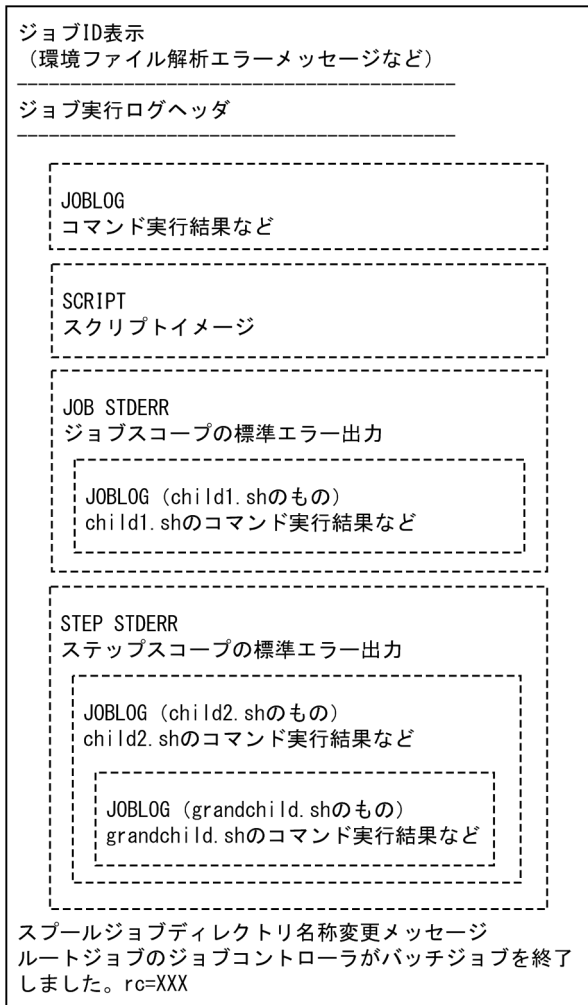 ジョブID表示
（環境ファイル解析エラーメッセージなど）
-----------------------------------------
ジョブ実行ログヘッダ
-----------------------------------------
JOBLOG
コマンド実行結果など
SCRIPT
スクリプトイメージ
JOB STDERR
ジョブスコープの標準エラー出力
JOBLOG（child1.shのもの）
child1.shのコマンド実行結果など
STEP STDERR
ステップスコープの標準エラー出力
JOBLOG（child2.shのもの）
child2.shのコマンド実行結果など
JOBLOG（grandchild.shのもの）
grandchild.shのコマンド実行結果など
スプールジョブディレクトリ名称変更メッセージ
ルートジョブのジョブコントローラがバッチジョブを終了
しました。rc=XXX